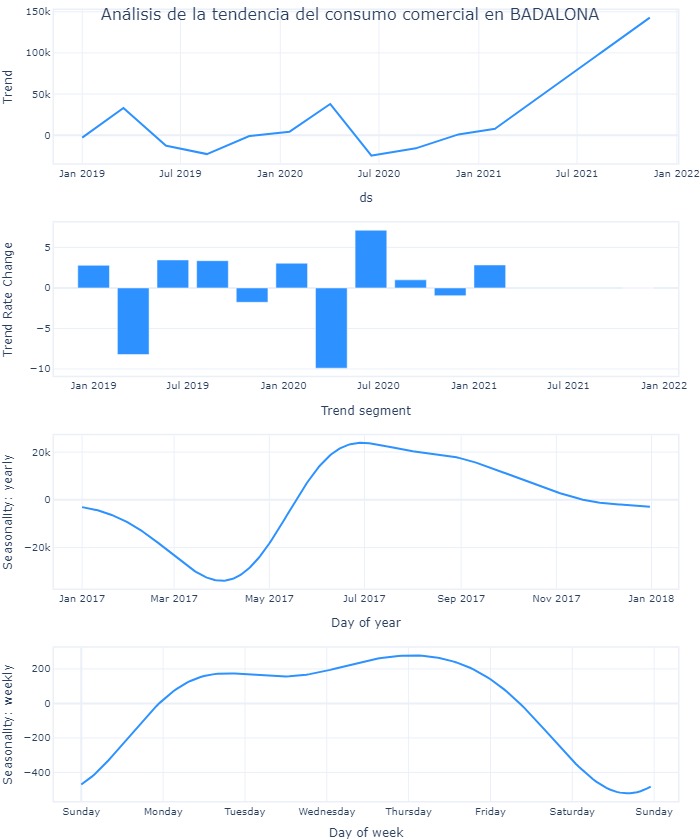 Análisis de la tendencia del consumo comercial en BADALONA
150k
100k
50k
0
Trend
Jan 2019 Jul 2019 Jan 2020 Jul 2020 Jan 2021 Jul 2021 Jan 2022
ds
5
0
−5
−10
Trend Rate Change
Jan 2019 Jul 2019 Jan 2020 Jul 2020 Jan 2021 Jul 2021 Jan 2022
Trend segment
20k
0
−20k
Seasonality: yearly
Jan 2017 Mar 2017 May 2017 Jul 2017 Sep 2017 Nov 2017 Jan 2018
Day of year
200
0
−200
−400
Seasonality: weekly
Sunday Monday Tuesday Wednesday Thursday Friday Saturday Sunday
Day of week